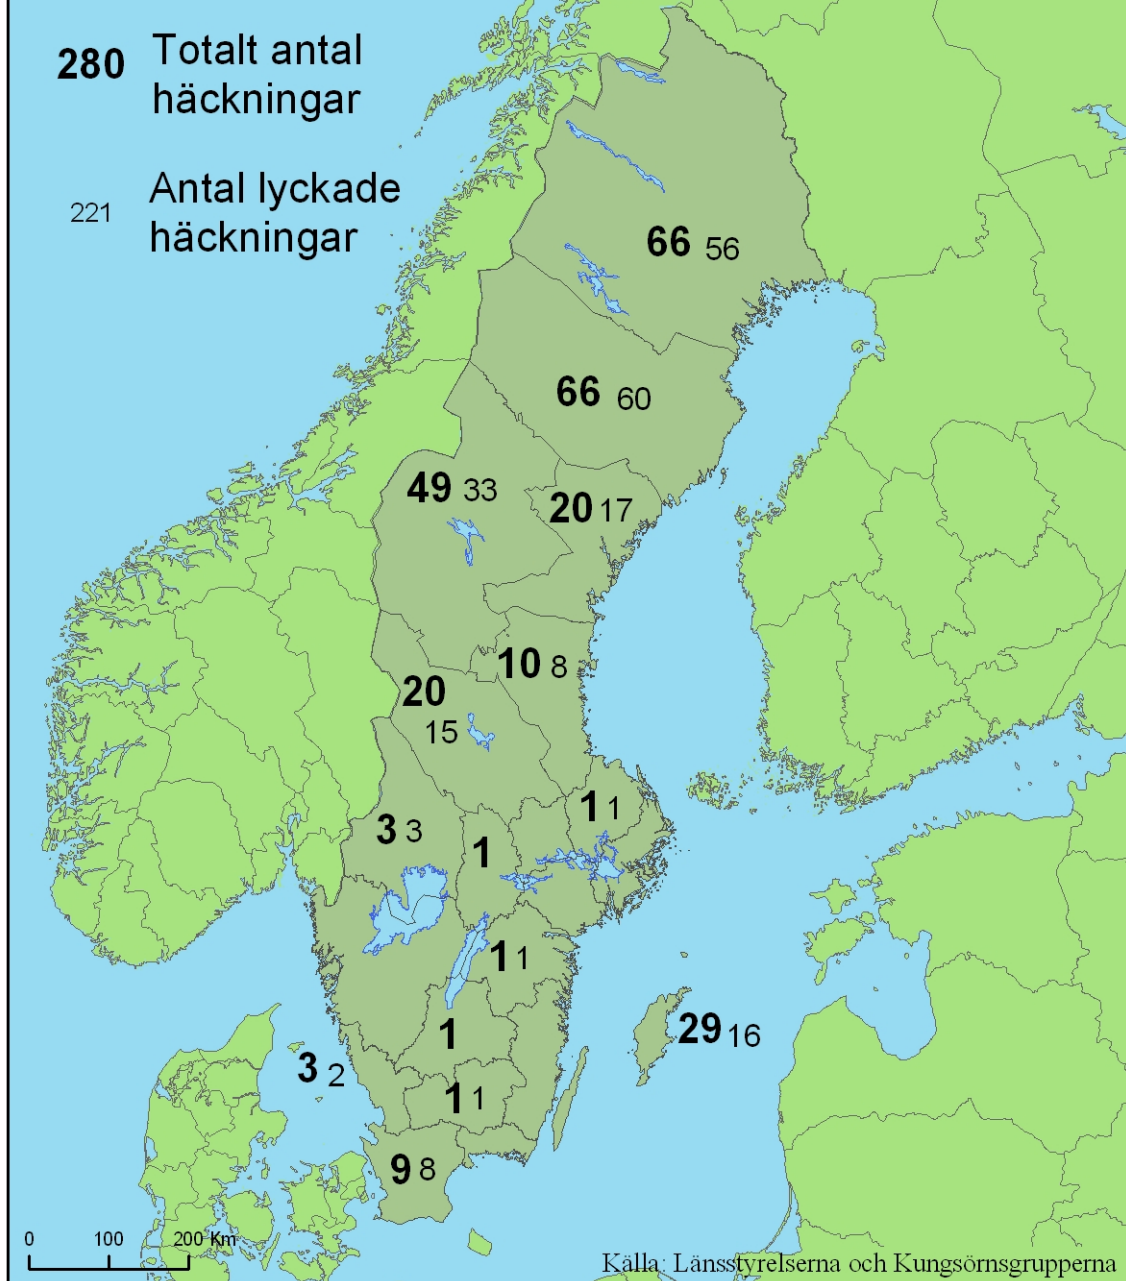 280 Totalt antal
häckningar
221 Antal lyckade
häckningar
66 56
66 60
49 33
20 17
10 8
20
15
1 1
3 3
1
1 1
29 16
1
3 2
1 1
9 8
0 100 200 Km
Källa: Länsstyrelserna och Kungsörnsgrupperna